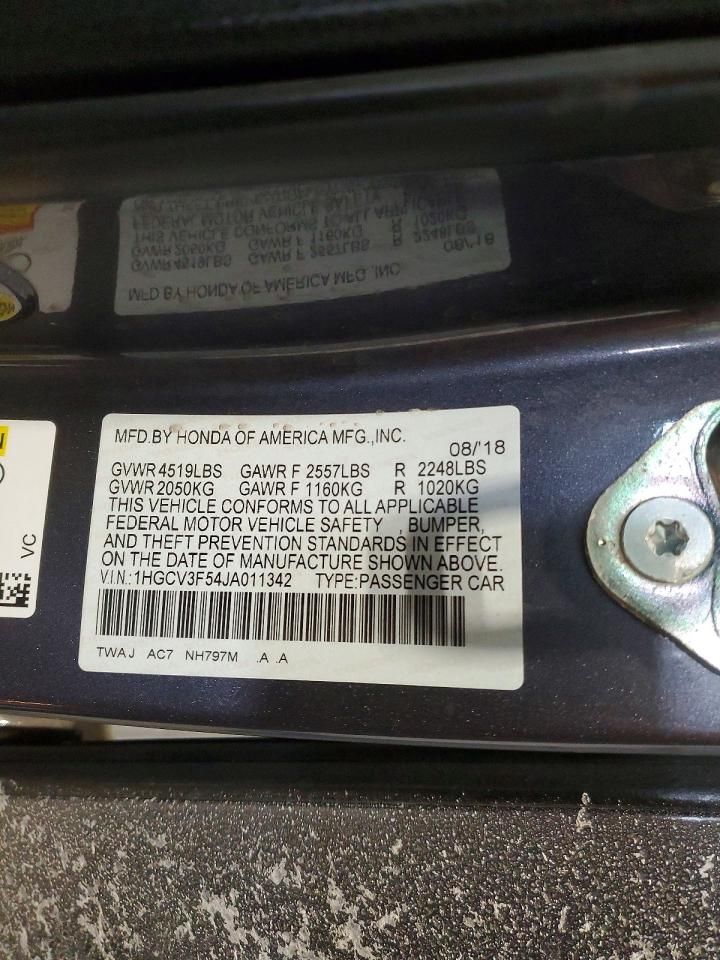 MFD.BY HONDA OF AMERICA MFG.,INC.
08/'18
GVWR 4519LBS GAWR F 2557LBS R 2248LBS
GVWR 2050KG GAWR F 1160KG R 1020KG
THIS VEHICLE CONFORMS TO ALL APPLICABLE
FEDERAL MOTOR VEHICLE SAFETY , BUMPER,
AND THEFT PREVENTION STANDARDS IN EFFECT
ON THE DATE OF MANUFACTURE SHOWN ABOVE.
V.I.N.: 1HGCV3F54JA011342 TYPE:PASSENGER CAR
TWAJ AC7 NH797M .A .A
VC